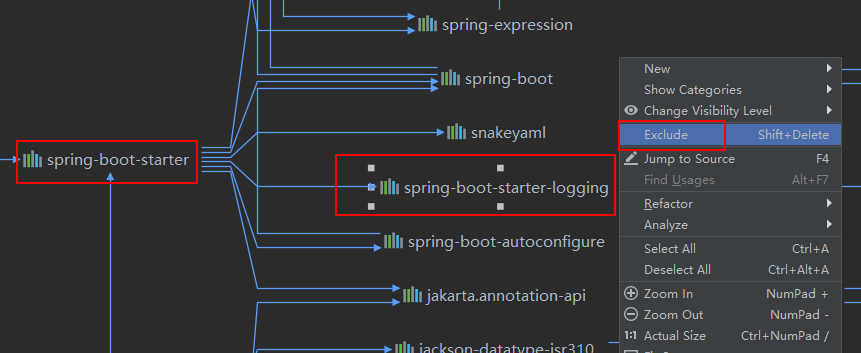 spring-expression
spring-boot
snakeyaml
spring-boot-starter
spring-boot-starter-logging
spring-boot-autoconfigure
jakarta.annotation-api
jackson-datatype-jsr310
New
Show Categories
Change Visibility Level
Exclude Shift+Delete
Jump to Source F4
Find Usages Alt+F7
Refactor
Analyze
Select All Ctrl+A
Deselect All Ctrl+Alt+A
Zoom In NumPad +
Zoom Out NumPad -
1:1 Actual Size Ctrl+NumPad /